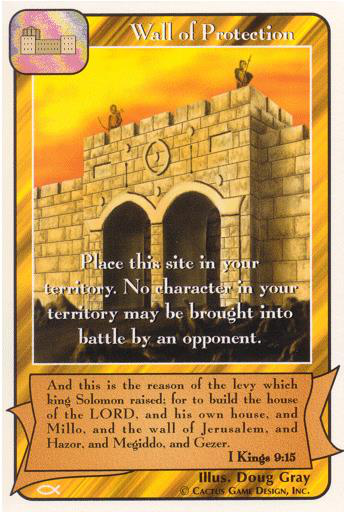 Wall of Protection
Place this site in your
territory. No character in your
territory may be brought into
battle by an opponent.
And this is the reason of the levy which
king Solomon raised; for to build the house
of the LORD, and his own house, and
Millo, and the wall of Jerusalem, and
Hazor, and Megiddo, and Gezer.
I Kings 9:15
Illus. Doug Gray
© Cactus Game Design, Inc.